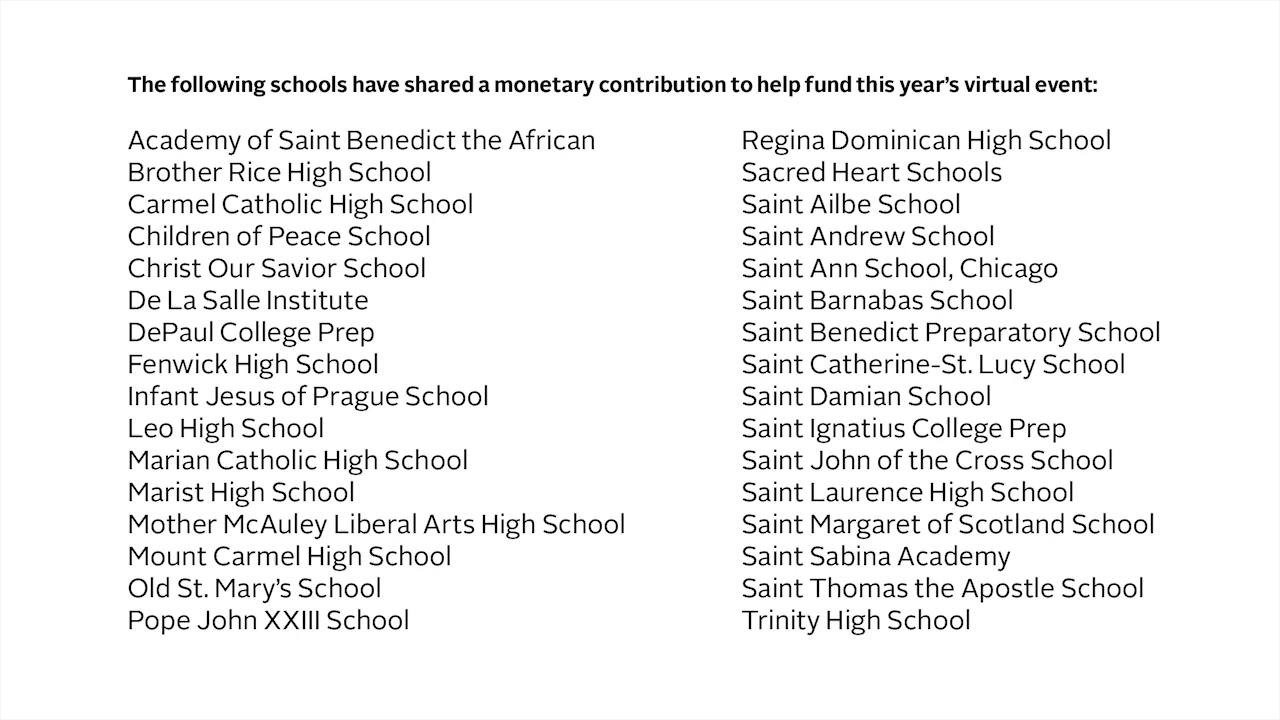 The following schools have shared a monetary contribution to help fund this year’s virtual event:
Academy of Saint Benedict the African
Brother Rice High School
Carmel Catholic High School
Children of Peace School
Christ Our Savior School
De La Salle Institute
DePaul College Prep
Fenwick High School
Infant Jesus of Prague School
Leo High School
Marian Catholic High School
Marist High School
Mother McAuley Liberal Arts High School
Mount Carmel High School
Old St. Mary’s School
Pope John XXIII School
Regina Dominican High School
Sacred Heart Schools
Saint Ailbe School
Saint Andrew School
Saint Ann School, Chicago
Saint Barnabas School
Saint Benedict Preparatory School
Saint Catherine-St. Lucy School
Saint Damian School
Saint Ignatius College Prep
Saint John of the Cross School
Saint Laurence High School
Saint Margaret of Scotland School
Saint Sabina Academy
Saint Thomas the Apostle School
Trinity High School